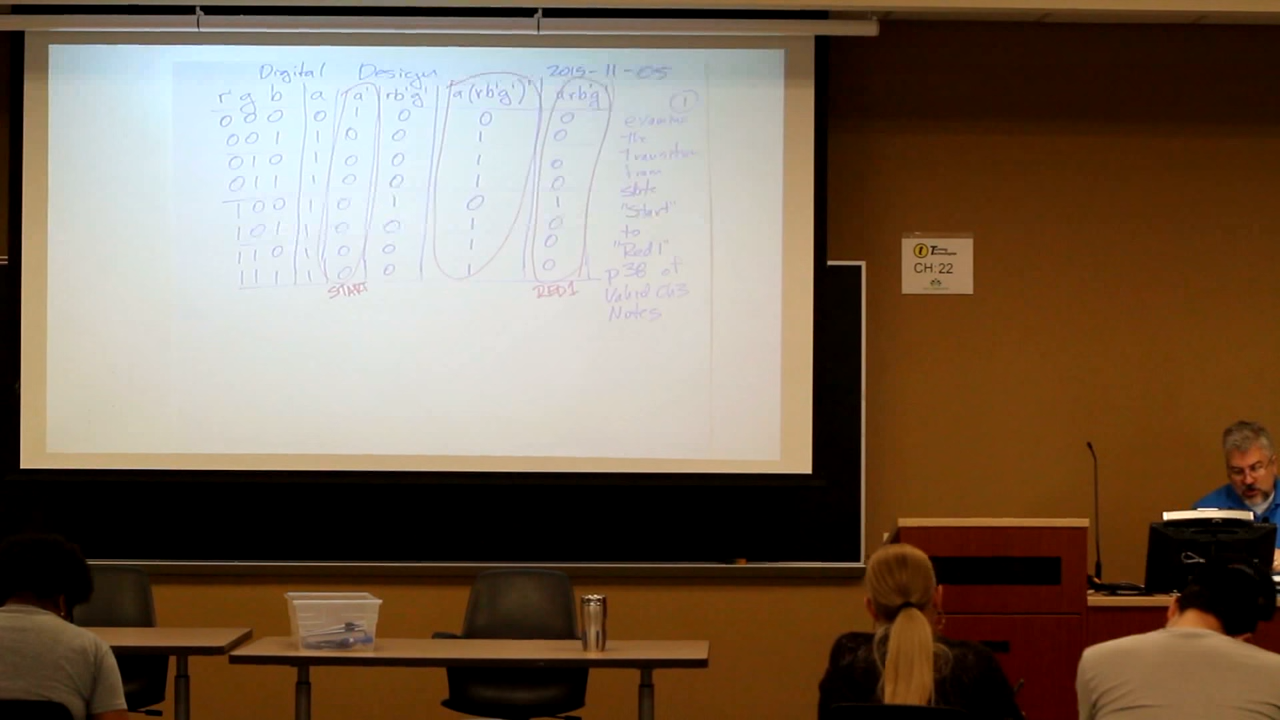 Digital Design 2015-11-05
r g b a a' rb'g' a(rb'g')' arb'g' ①
0 0 0 0 1 0 0 0 examine
0 0 1 1 0 0 1 0 the
0 1 0 1 0 0 1 0 transition
0 1 1 1 0 0 1 0 from
1 0 0 1 0 1 0 1 state
1 0 1 1 0 0 1 0 "Start"
1 1 0 1 0 0 1 0 to
1 1 1 1 0 0 1 0 "Red1"
START RED1
p38 of
Vahid Ch3
Notes
Technologies
CH:22